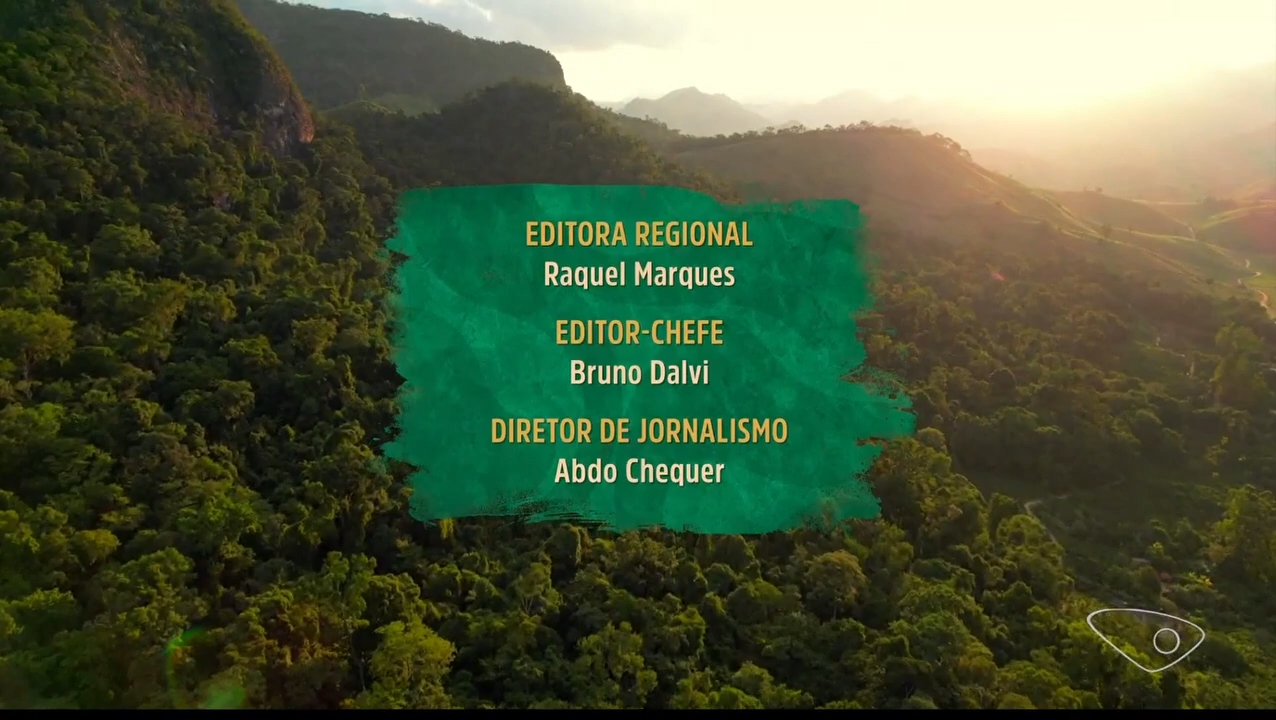 EDITORA REGIONAL
Raquel Marques
EDITOR-CHEFE
Bruno Dalvi
DIRETOR DE JORNALISMO
Abdo Chequer